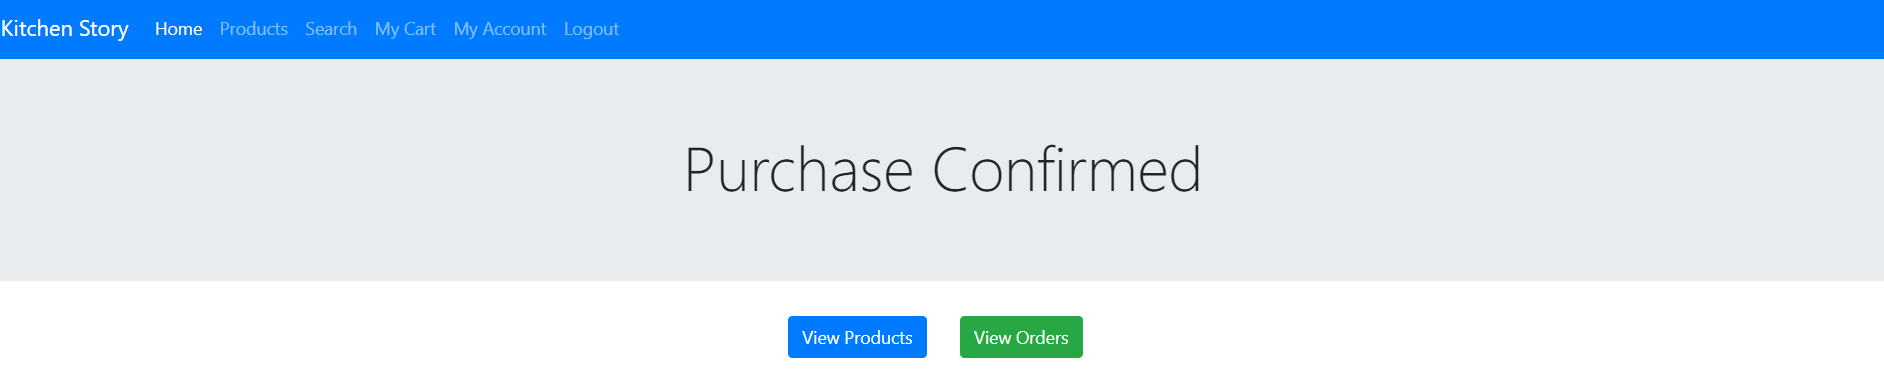 Kitchen Story Home Products Search My Cart My Account Logout
Purchase Confirmed
View Products View Orders